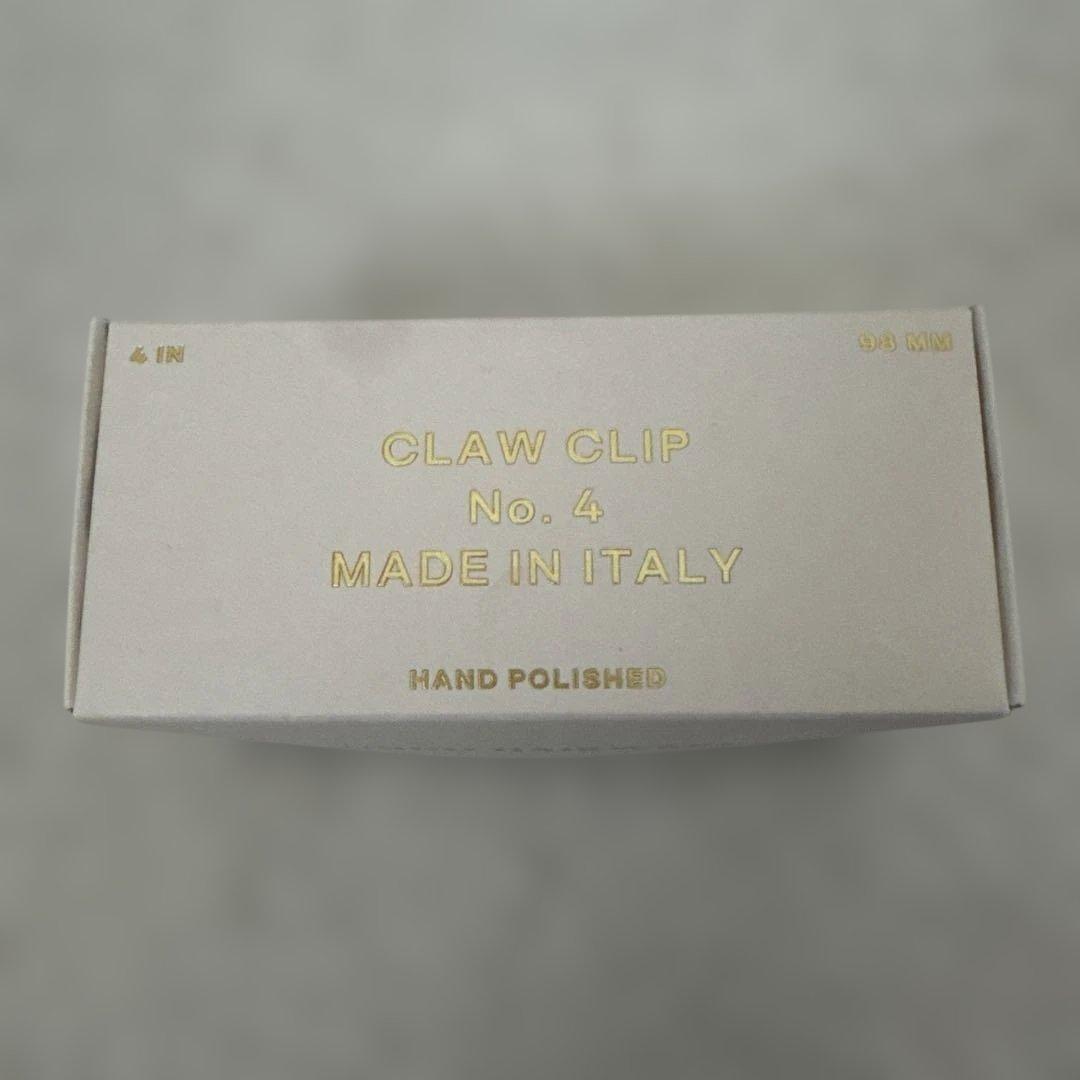 4 IN 98 MM
CLAW CLIP
No. 4
MADE IN ITALY
HAND POLISHED